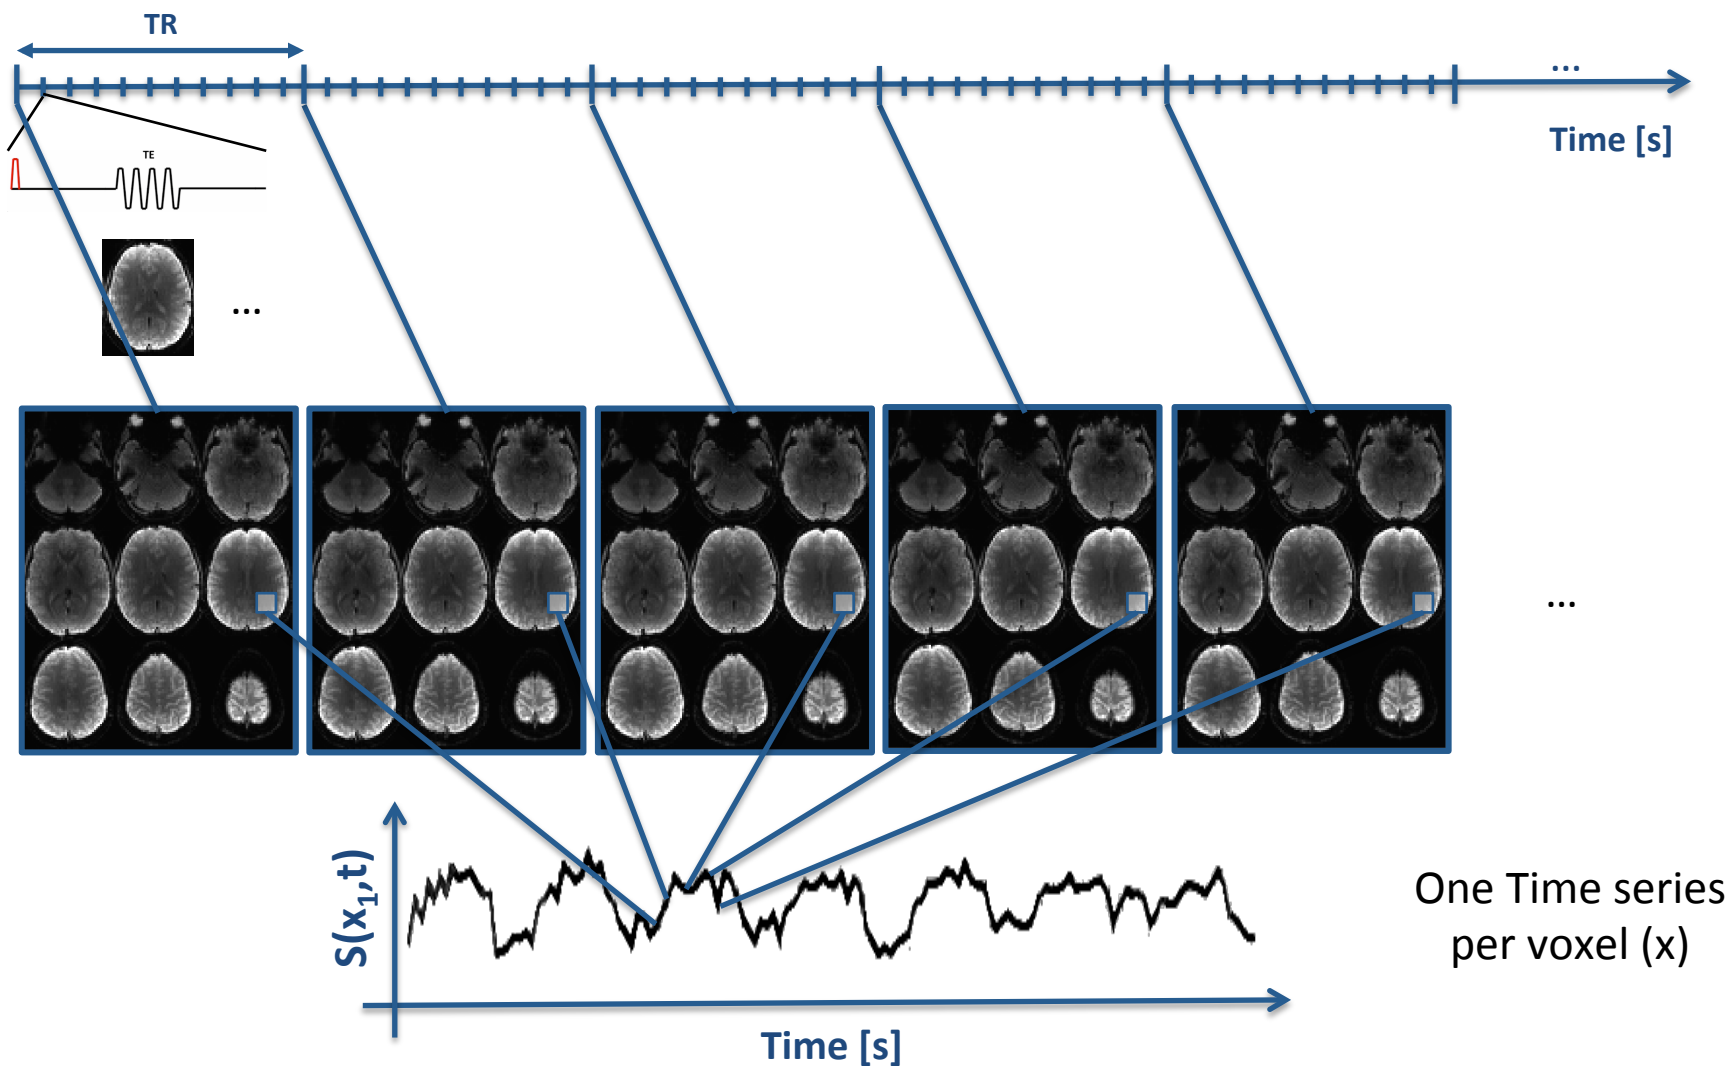 TR
...
Time [s]
TE
...
...
S(x₁,t)
One Time series
per voxel (x)
Time [s]